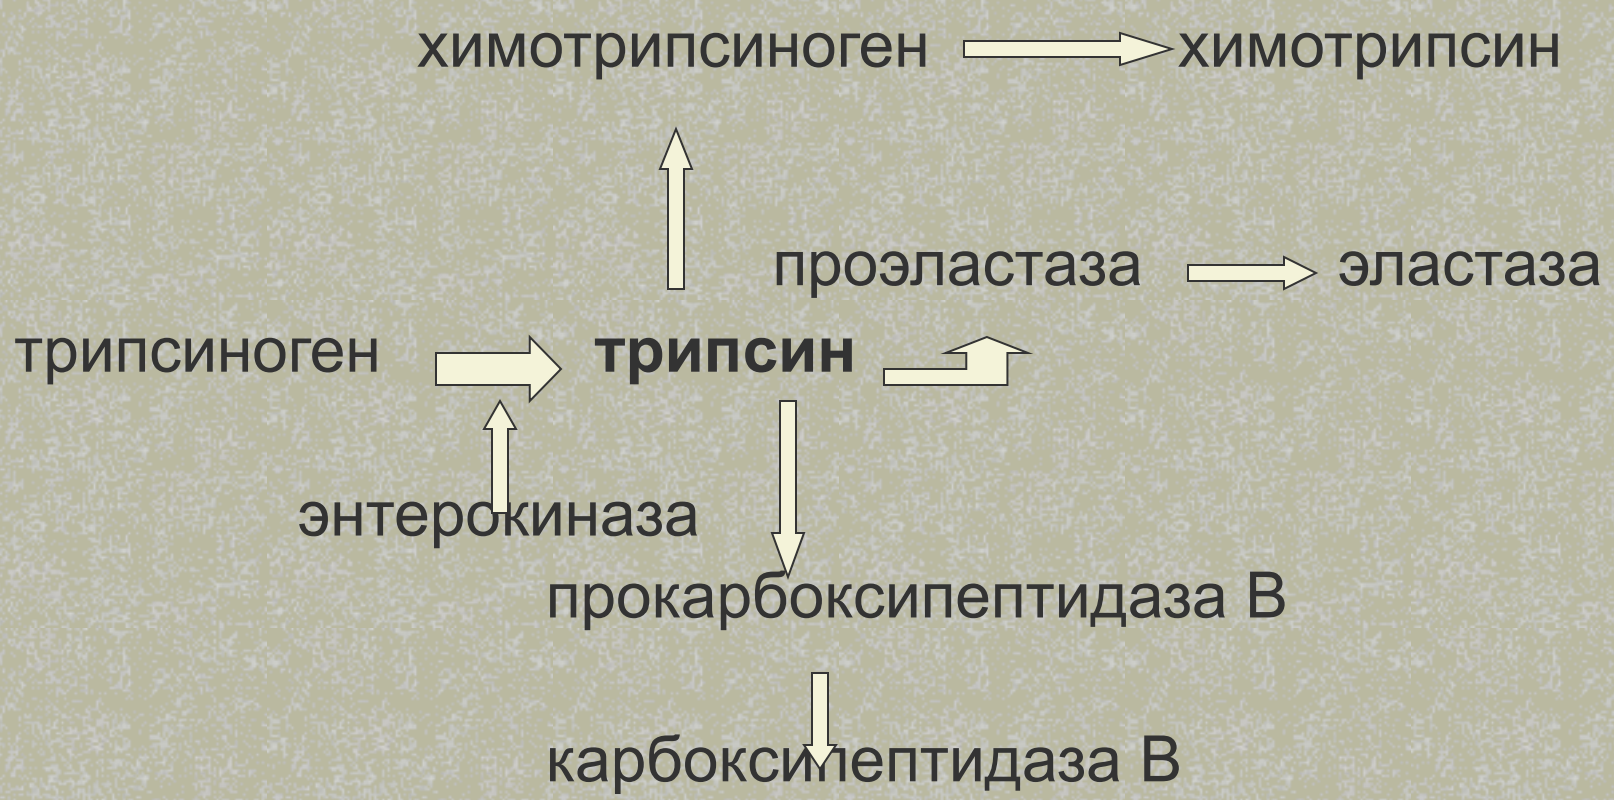 химотрипсиноген химотрипсин
проэластаза эластаза
трипсиноген трипсин
энтерокиназа
прокарбоксипептидаза В
карбоксипептидаза В